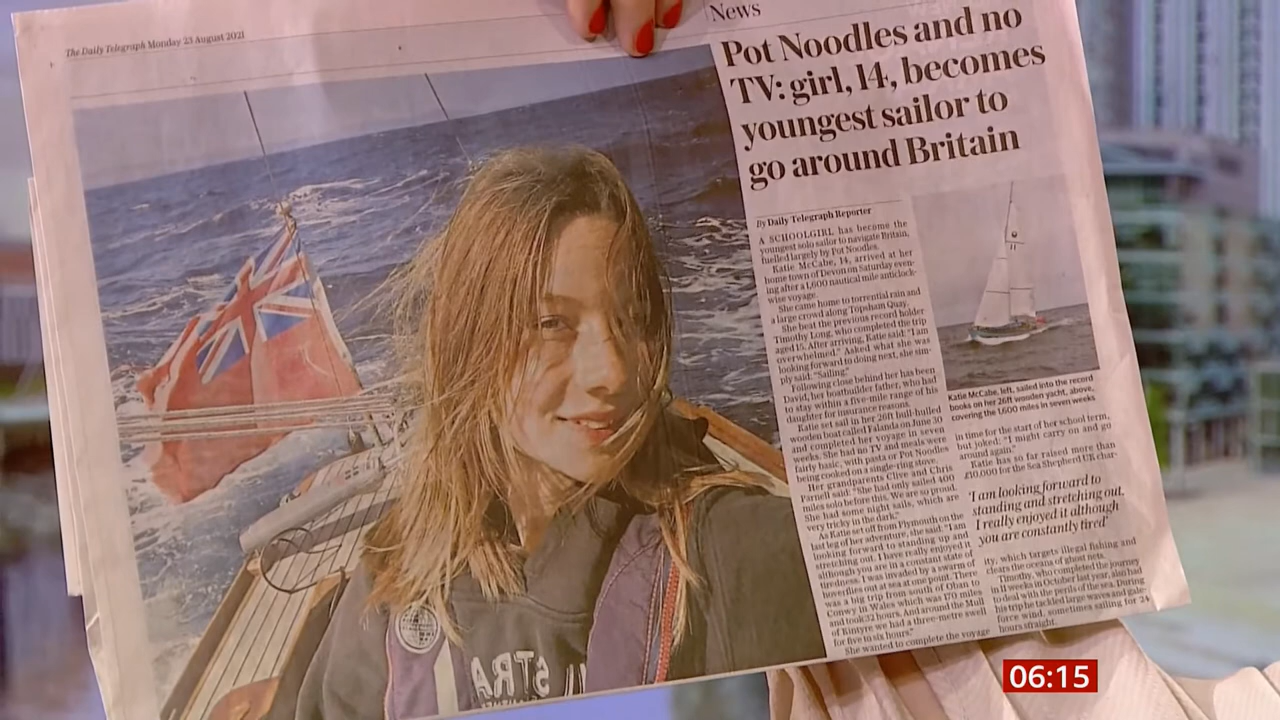 The Daily Telegraph Monday 23 August 2021
News
Pot Noodles and no
TV: girl, 14, becomes
youngest sailor to
go around Britain
By Daily Telegraph Reporter
A SCHOOLGIRL has become the
youngest solo sailor to navigate Britain,
fuelled largely by Pot Noodles.
Katie McCabe, 14, arrived at her
home town of Devon on Saturday even-
ing after a 1,600 nautical mile anticlock-
wise voyage.
She came home to torrential rain and
a large crowd along Topsham Quay.
She beat the previous record holder
Timothy Long, who completed the trip
aged 15. After arriving, Katie said: "I am
overwhelmed." Asked what she was
looking forward to doing next, she sim-
ply said: "Sailing."
Following close behind her has been
David, her boatbuilder father, who had
to stay within a five-mile range of his
daughter for insurance reasons.
Katie set sail in her 26ft hull-hulled
wooden boat called Falanda on June 30
and completed her voyage in seven
weeks. She had no TV and meals were
fairly basic, with pasta or Pot Noodles
being cooked on a single-ring stove.
Her grandparents Clive and Chris
Parnell said: "She had only sailed 400
miles solo before this. We are so proud.
She had some night sails, which are
very tricky in the dark."
As Katie set off from Plymouth on the
last leg of her adventure, she said: "I am
looking forward to standing up and
stretching out. I have really enjoyed it
although you are in a constant state of
tiredness. I was invaded by a swarm of
hoverflies out at sea at one point. There
was a big trip from south of Oban to
Conwy in Wales which was 170 miles
and took 32 hours. And around the Mull
of Kintyre we had a three-metre swell
for five to six hours."
She wanted to complete the voyage
Katie McCabe, left, sailed into the record
books on her 26ft wooden yacht, above,
covering the 1,600 miles in seven weeks
in time for the start of her school term,
but joked: "I might carry on and go
around again."
Katie has so far raised more than
£10,000 for the Sea Shepherd UK char-
'I am looking forward to
standing and stretching out.
I really enjoyed it although
you are constantly tired'
ity, which targets illegal fishing and
clears the oceans of ghost nets.
Timothy, who completed the journey
in 11 weeks in October last year, also had
to deal with the perils of the sea. During
his trip he tackled large waves and gale-
force wind, sometimes sailing for 24
hours straight.
06:15